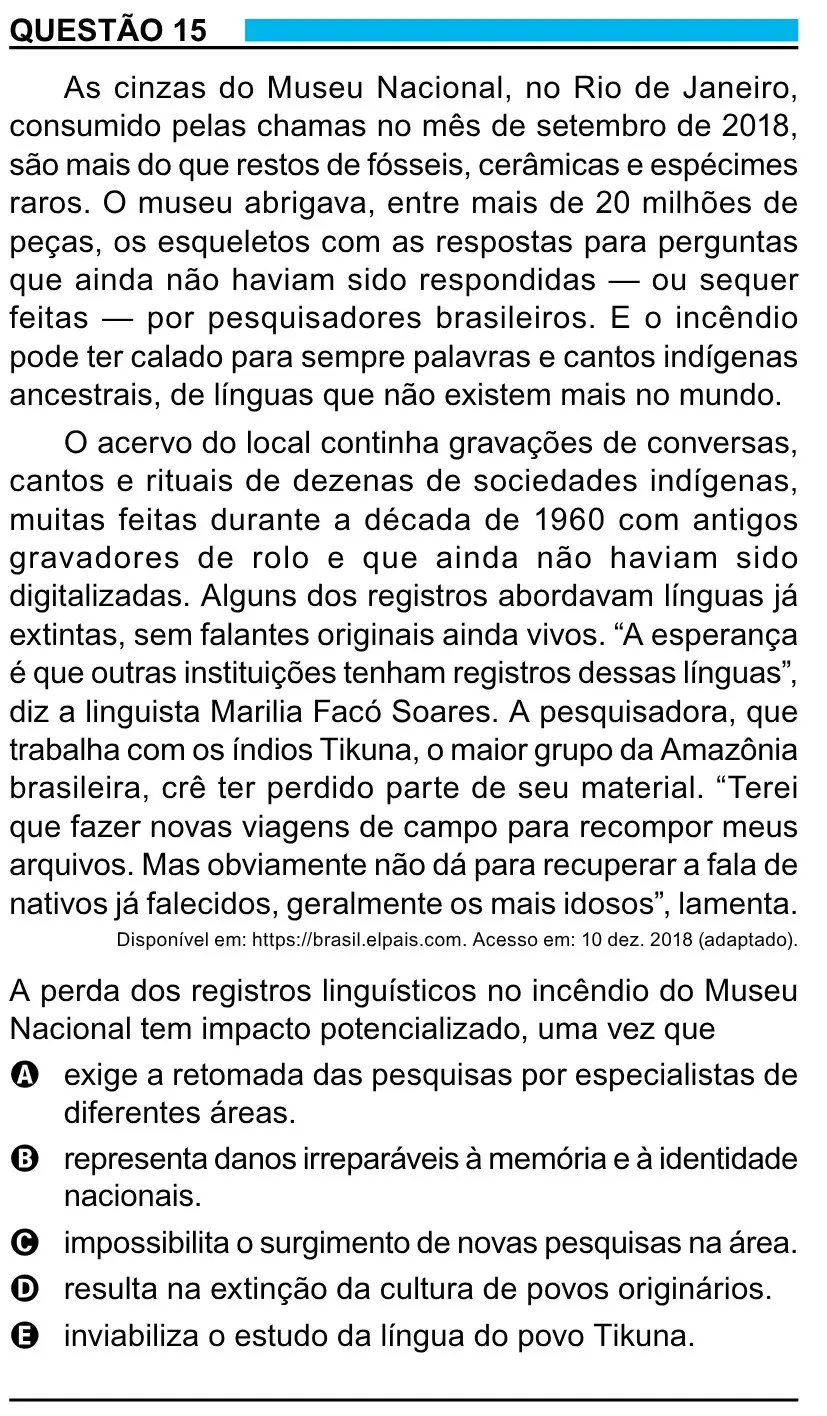 QUESTÃO 15
As cinzas do Museu Nacional, no Rio de Janeiro,
consumido pelas chamas no mês de setembro de 2018,
são mais do que restos de fósseis, cerâmicas e espécimes
raros. O museu abrigava, entre mais de 20 milhões de
peças, os esqueletos com as respostas para perguntas
que ainda não haviam sido respondidas — ou sequer
feitas — por pesquisadores brasileiros. E o incêndio
pode ter calado para sempre palavras e cantos indígenas
ancestrais, de línguas que não existem mais no mundo.
O acervo do local continha gravações de conversas,
cantos e rituais de dezenas de sociedades indígenas,
muitas feitas durante a década de 1960 com antigos
gravadores de rolo e que ainda não haviam sido
digitalizadas. Alguns dos registros abordavam línguas já
extintas, sem falantes originais ainda vivos. “A esperança
é que outras instituições tenham registros dessas línguas”,
diz a linguista Marilia Facó Soares. A pesquisadora, que
trabalha com os índios Tikuna, o maior grupo da Amazônia
brasileira, crê ter perdido parte de seu material. “Terei
que fazer novas viagens de campo para recompor meus
arquivos. Mas obviamente não dá para recuperar a fala de
nativos já falecidos, geralmente os mais idosos”, lamenta.
Disponível em: https://brasil.elpais.com. Acesso em: 10 dez. 2018 (adaptado).
A perda dos registros linguísticos no incêndio do Museu
Nacional tem impacto potencializado, uma vez que
A exige a retomada das pesquisas por especialistas de
diferentes áreas.
B representa danos irreparáveis à memória e à identidade
nacionais.
C impossibilita o surgimento de novas pesquisas na área.
D resulta na extinção da cultura de povos originários.
E inviabiliza o estudo da língua do povo Tikuna.